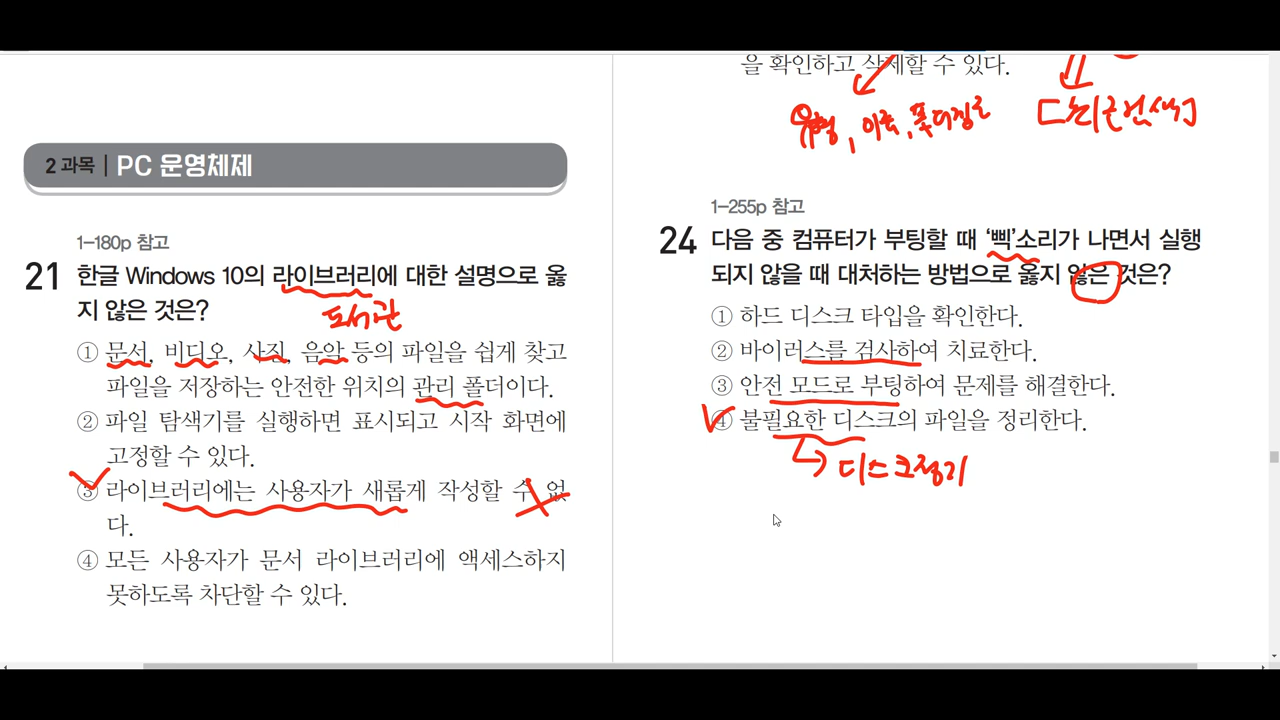 2 과목 | PC 운영체제
1-180p 참고
21 한글 Windows 10의 라이브러리에 대한 설명으로 옳
지 않은 것은?
도서관
① 문서, 비디오, 사진, 음악 등의 파일을 쉽게 찾고
파일을 저장하는 안전한 위치의 관리 폴더이다.
② 파일 탐색기를 실행하면 표시되고 시작 화면에
고정할 수 있다.
③ 라이브러리에는 사용자가 새롭게 작성할 수 없
다.
④ 모든 사용자가 문서 라이브러리에 액세스하지
못하도록 차단할 수 있다.
을 확인하고 삭제할 수 있다.
유형, 이름,
1-255p 참고
24 다음 중 컴퓨터가 부팅할 때 ‘삑’소리가 나면서 실행
되지 않을 때 대처하는 방법으로 옳지 않은 것은?
① 하드 디스크 타입을 확인한다.
② 바이러스를 검사하여 치료한다.
③ 안전 모드로 부팅하여 문제를 해결한다.
④ 불필요한 디스크의 파일을 정리한다.
디스크정리